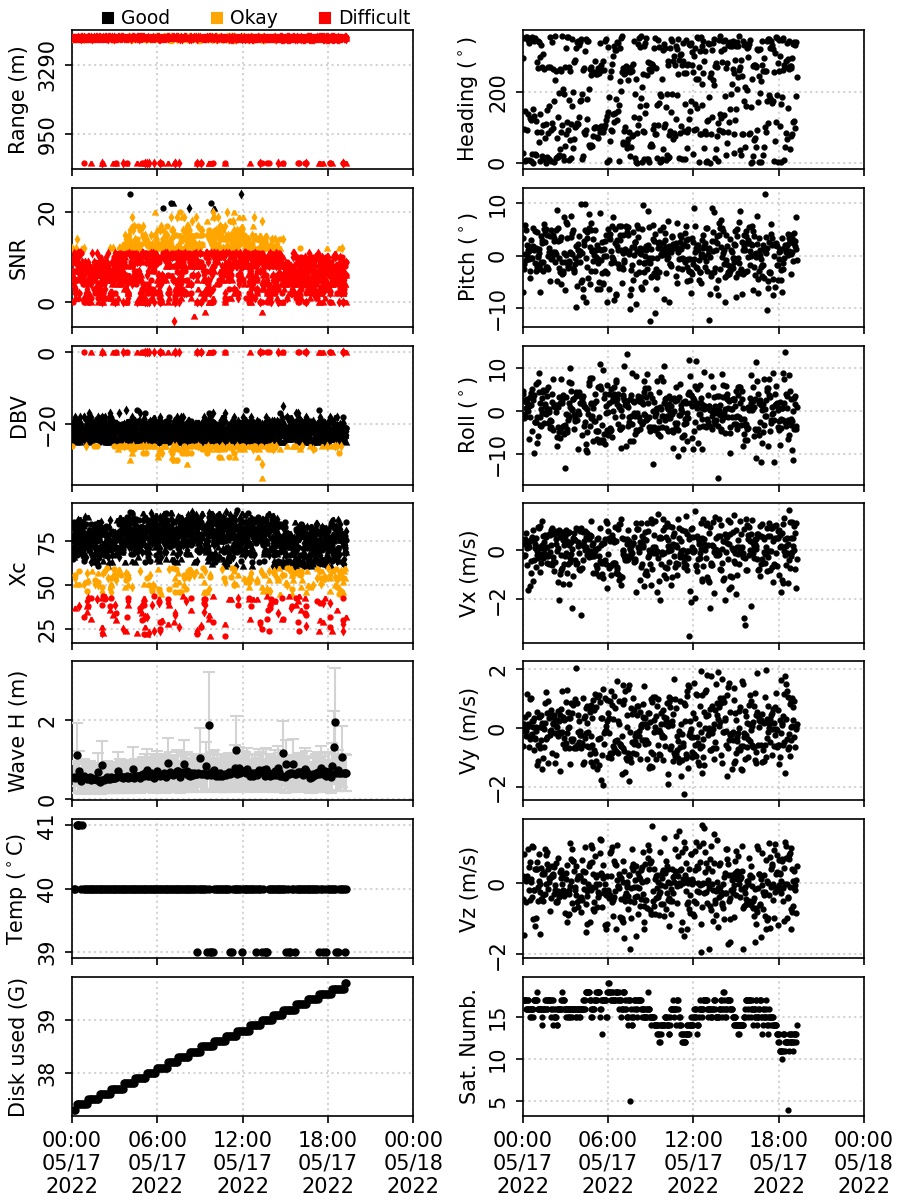 Good Okay Difficult
Range (m)
3290
950
Heading (°)
200
0
SNR
20
0
Pitch (°)
10
0
−10
DBV
0
−20
Roll (°)
10
0
−10
Xc
75
50
25
Vx (m/s)
0
−2
Wave H (m)
2
0
Vy (m/s)
2
0
−2
Temp (°C)
41
40
39
Vz (m/s)
0
−2
Disk used (G)
39
38
Sat. Numb.
15
10
5
00:00 06:00 12:00 18:00 00:00
05/17 05/17 05/17 05/17 05/18
2022 2022 2022 2022 2022
00:00 06:00 12:00 18:00 00:00
05/17 05/17 05/17 05/17 05/18
2022 2022 2022 2022 2022